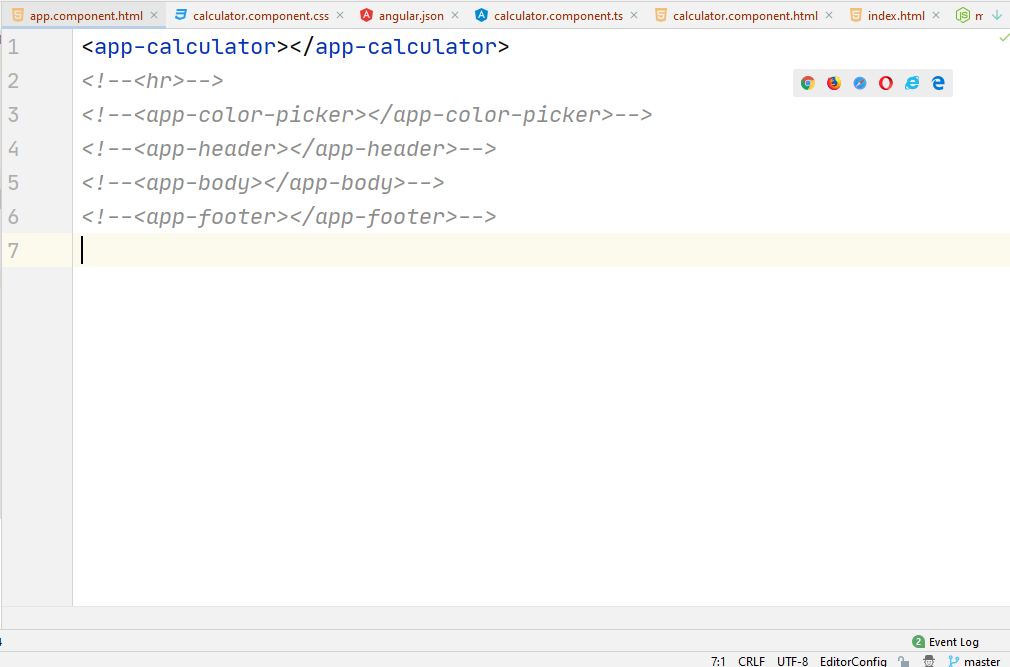 app.component.html calculator.component.css angular.json calculator.component.ts calculator.component.html index.html
1 <app-calculator></app-calculator>
2 <!--<hr>-->
3 <!--<app-color-picker></app-color-picker>-->
4 <!--<app-header></app-header>-->
5 <!--<app-body></app-body>-->
6 <!--<app-footer></app-footer>-->
7
2 Event Log
7:1 CRLF UTF-8 EditorConfig master